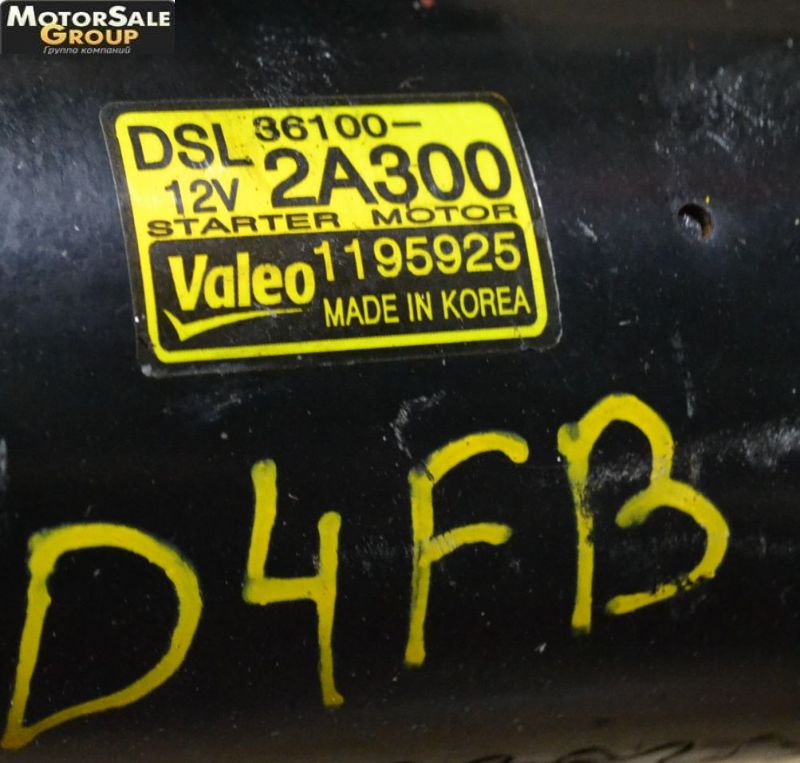 MOTORSALE
GROUP
Группа компаний
DSL 36100-
12V 2A300
STARTER MOTOR
Valeo 1195925
MADE IN KOREA
D4FB